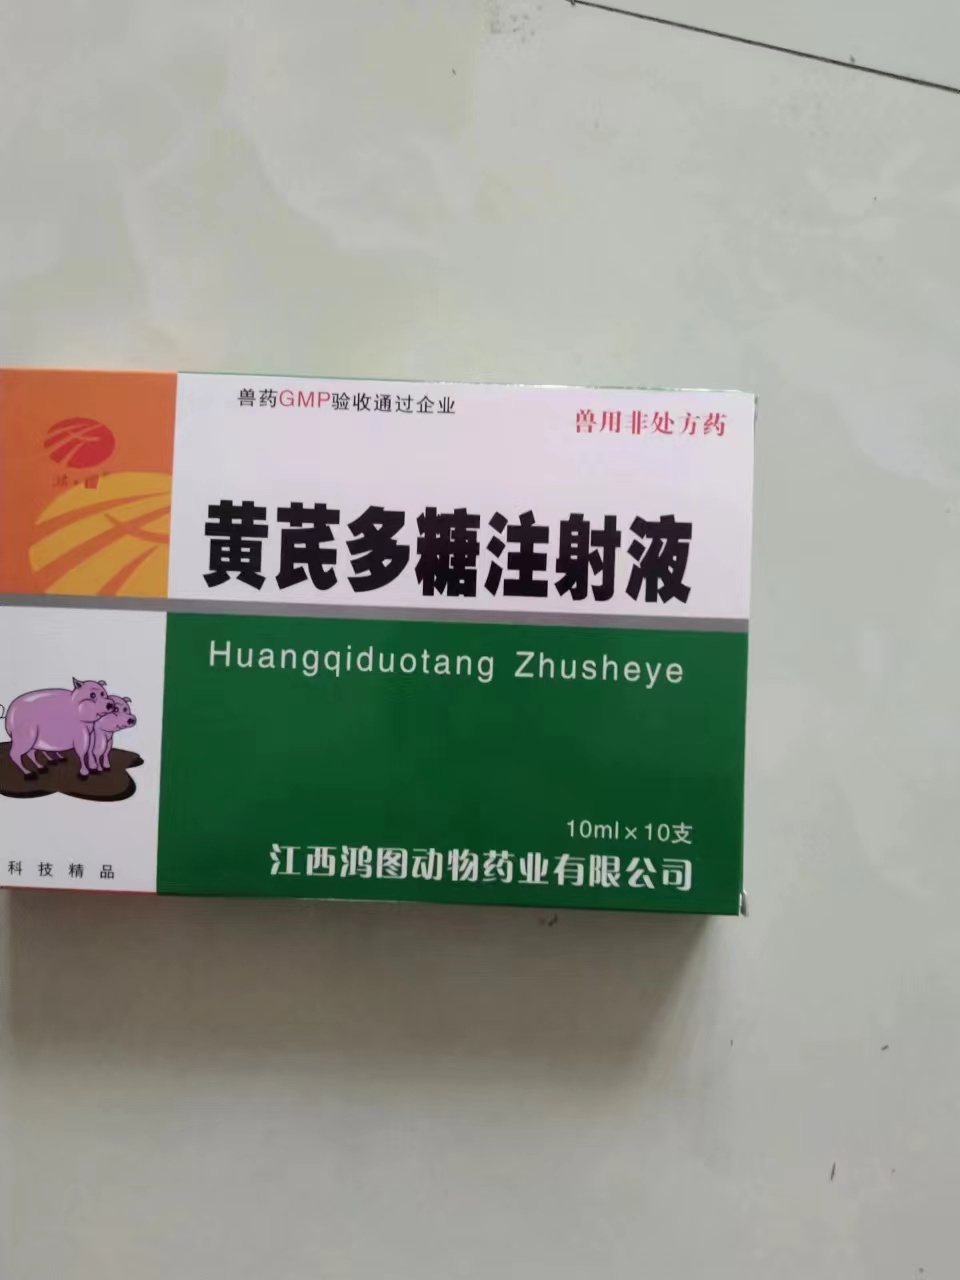 兽药GMP验收通过企业
兽用非处方药
鸿·图
黄芪多糖注射液
Huangqiduotang Zhusheye
10ml×10支
江西鸿图动物药业有限公司
科技精品